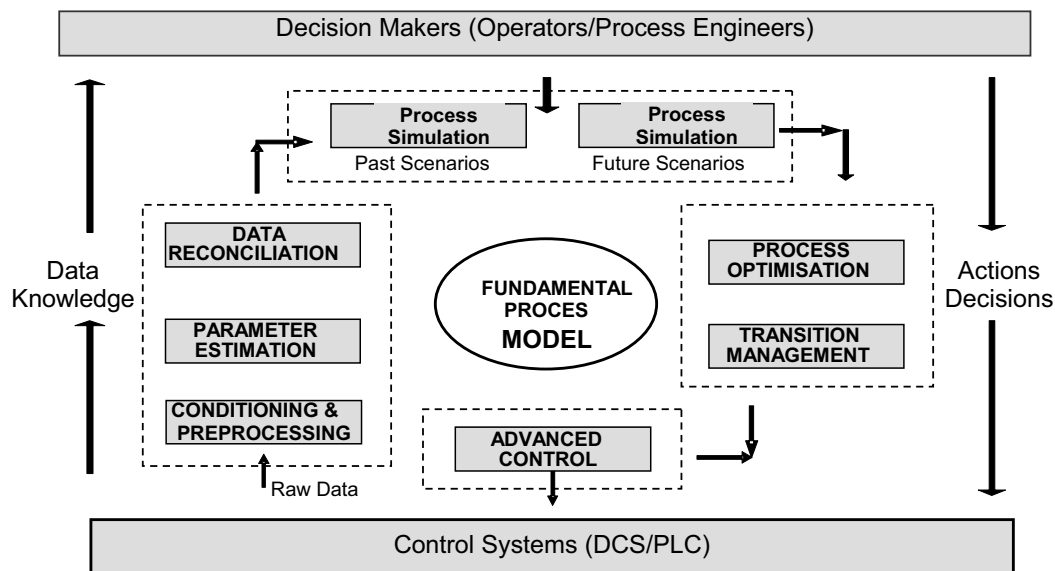 Decision Makers (Operators/Process Engineers)
Process
Simulation
Past Scenarios
Process
Simulation
Future Scenarios
DATA
RECONCILIATION
PARAMETER
ESTIMATION
CONDITIONING &
PREPROCESSING
Raw Data
Data
Knowledge
FUNDAMENTAL
PROCES
MODEL
PROCESS
OPTIMISATION
TRANSITION
MANAGEMENT
Actions
Decisions
ADVANCED
CONTROL
Control Systems (DCS/PLC)